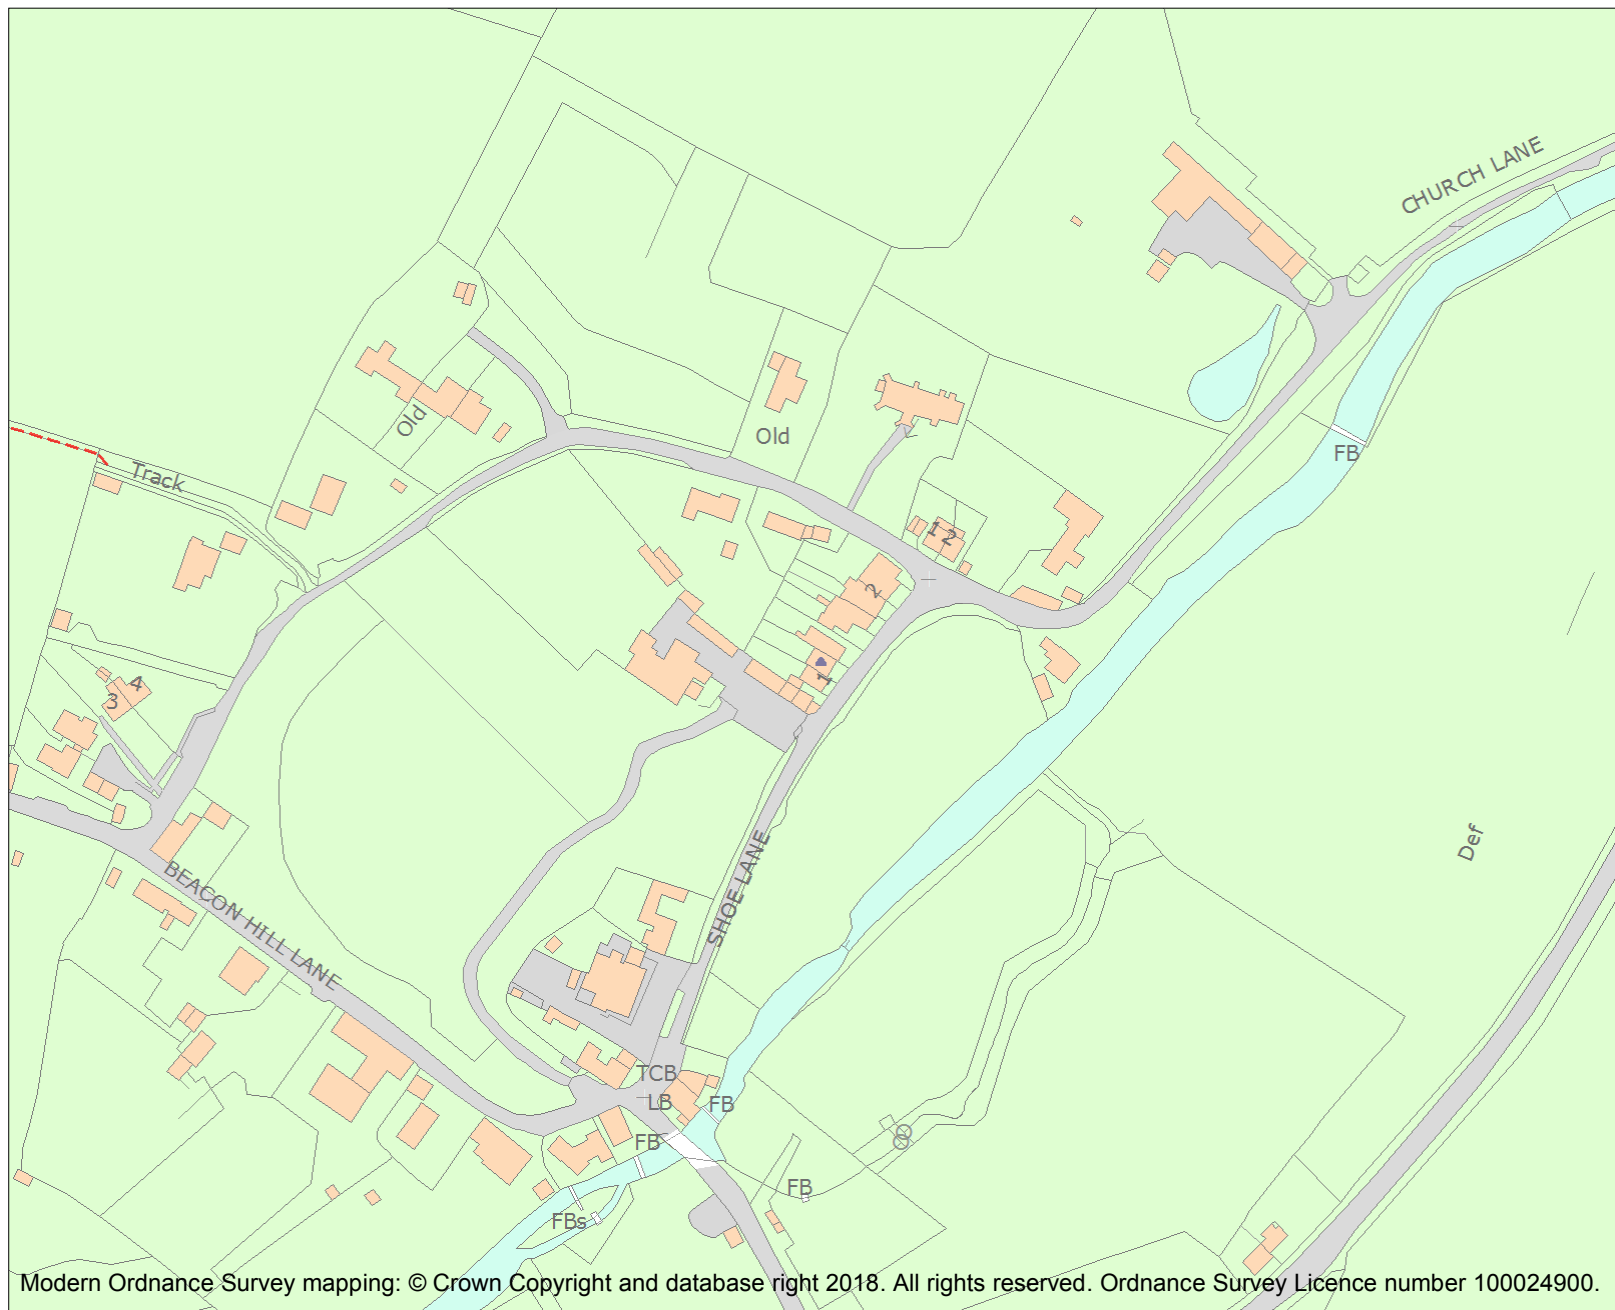 CHURCH LANE
Old
Old
FB
Track
1
2
2
4
3
1
BEACON HILL LANE
SHOE LANE
Def
TCB
LB
FB
FB
FB
FBs
Modern Ordnance Survey mapping: © Crown Copyright and database right 2018. All rights reserved. Ordnance Survey Licence number 100024900.